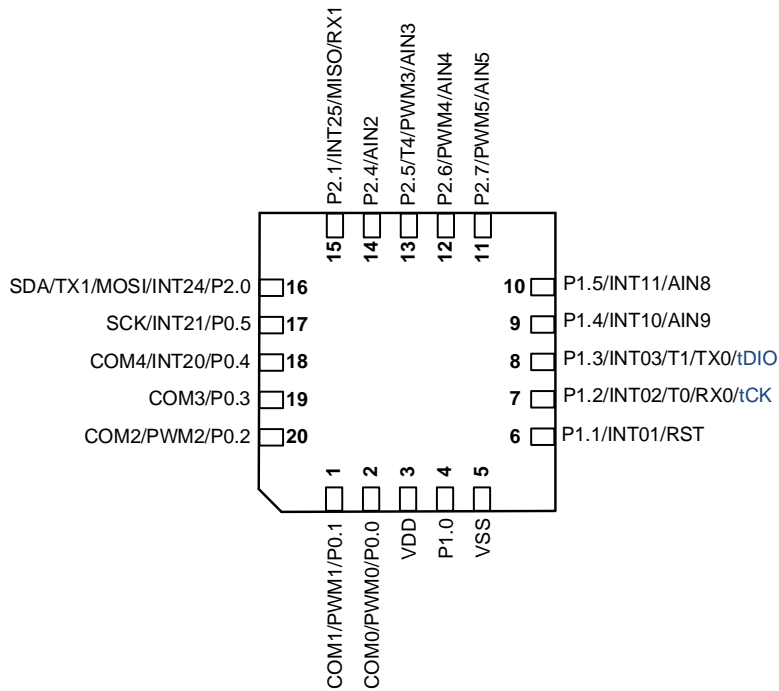 P2.1/INT25/MISO/RX1
P2.4/AIN2
P2.5/T4/PWM3/AIN3
P2.6/PWM4/AIN4
P2.7/PWM5/AIN5
15
14
13
12
11
SDA/TX1/MOSI/INT24/P2.0 16
SCK/INT21/P0.5 17
COM4/INT20/P0.4 18
COM3/P0.3 19
COM2/PWM2/P0.2 20
10 P1.5/INT11/AIN8
9 P1.4/INT10/AIN9
8 P1.3/INT03/T1/TX0/tDIO
7 P1.2/INT02/T0/RX0/tCK
6 P1.1/INT01/RST
1
2
3
4
5
COM1/PWM1/P0.1
COM0/PWM0/P0.0
VDD
P1.0
VSS